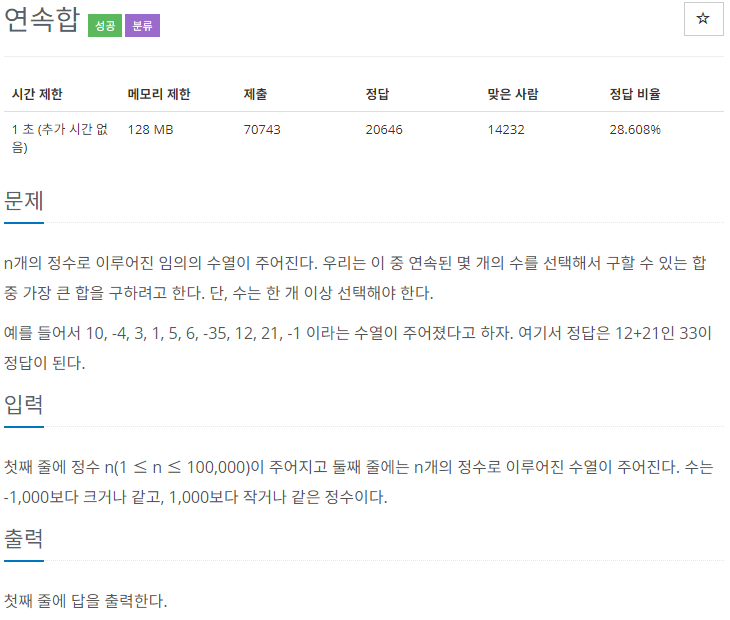 연속합 성공 분류
☆
시간 제한 메모리 제한 제출 정답 맞은 사람 정답 비율
1 초 (추가 시간 없 128 MB 70743 20646 14232 28.608%
음)
문제
n개의 정수로 이루어진 임의의 수열이 주어진다. 우리는 이 중 연속된 몇 개의 수를 선택해서 구할 수 있는 합
중 가장 큰 합을 구하려고 한다. 단, 수는 한 개 이상 선택해야 한다.
예를 들어서 10, -4, 3, 1, 5, 6, -35, 12, 21, -1 이라는 수열이 주어졌다고 하자. 여기서 정답은 12+21인 33이
정답이 된다.
입력
첫째 줄에 정수 n(1 ≤ n ≤ 100,000)이 주어지고 둘째 줄에는 n개의 정수로 이루어진 수열이 주어진다. 수는
-1,000보다 크거나 같고, 1,000보다 작거나 같은 정수이다.
출력
첫째 줄에 답을 출력한다.